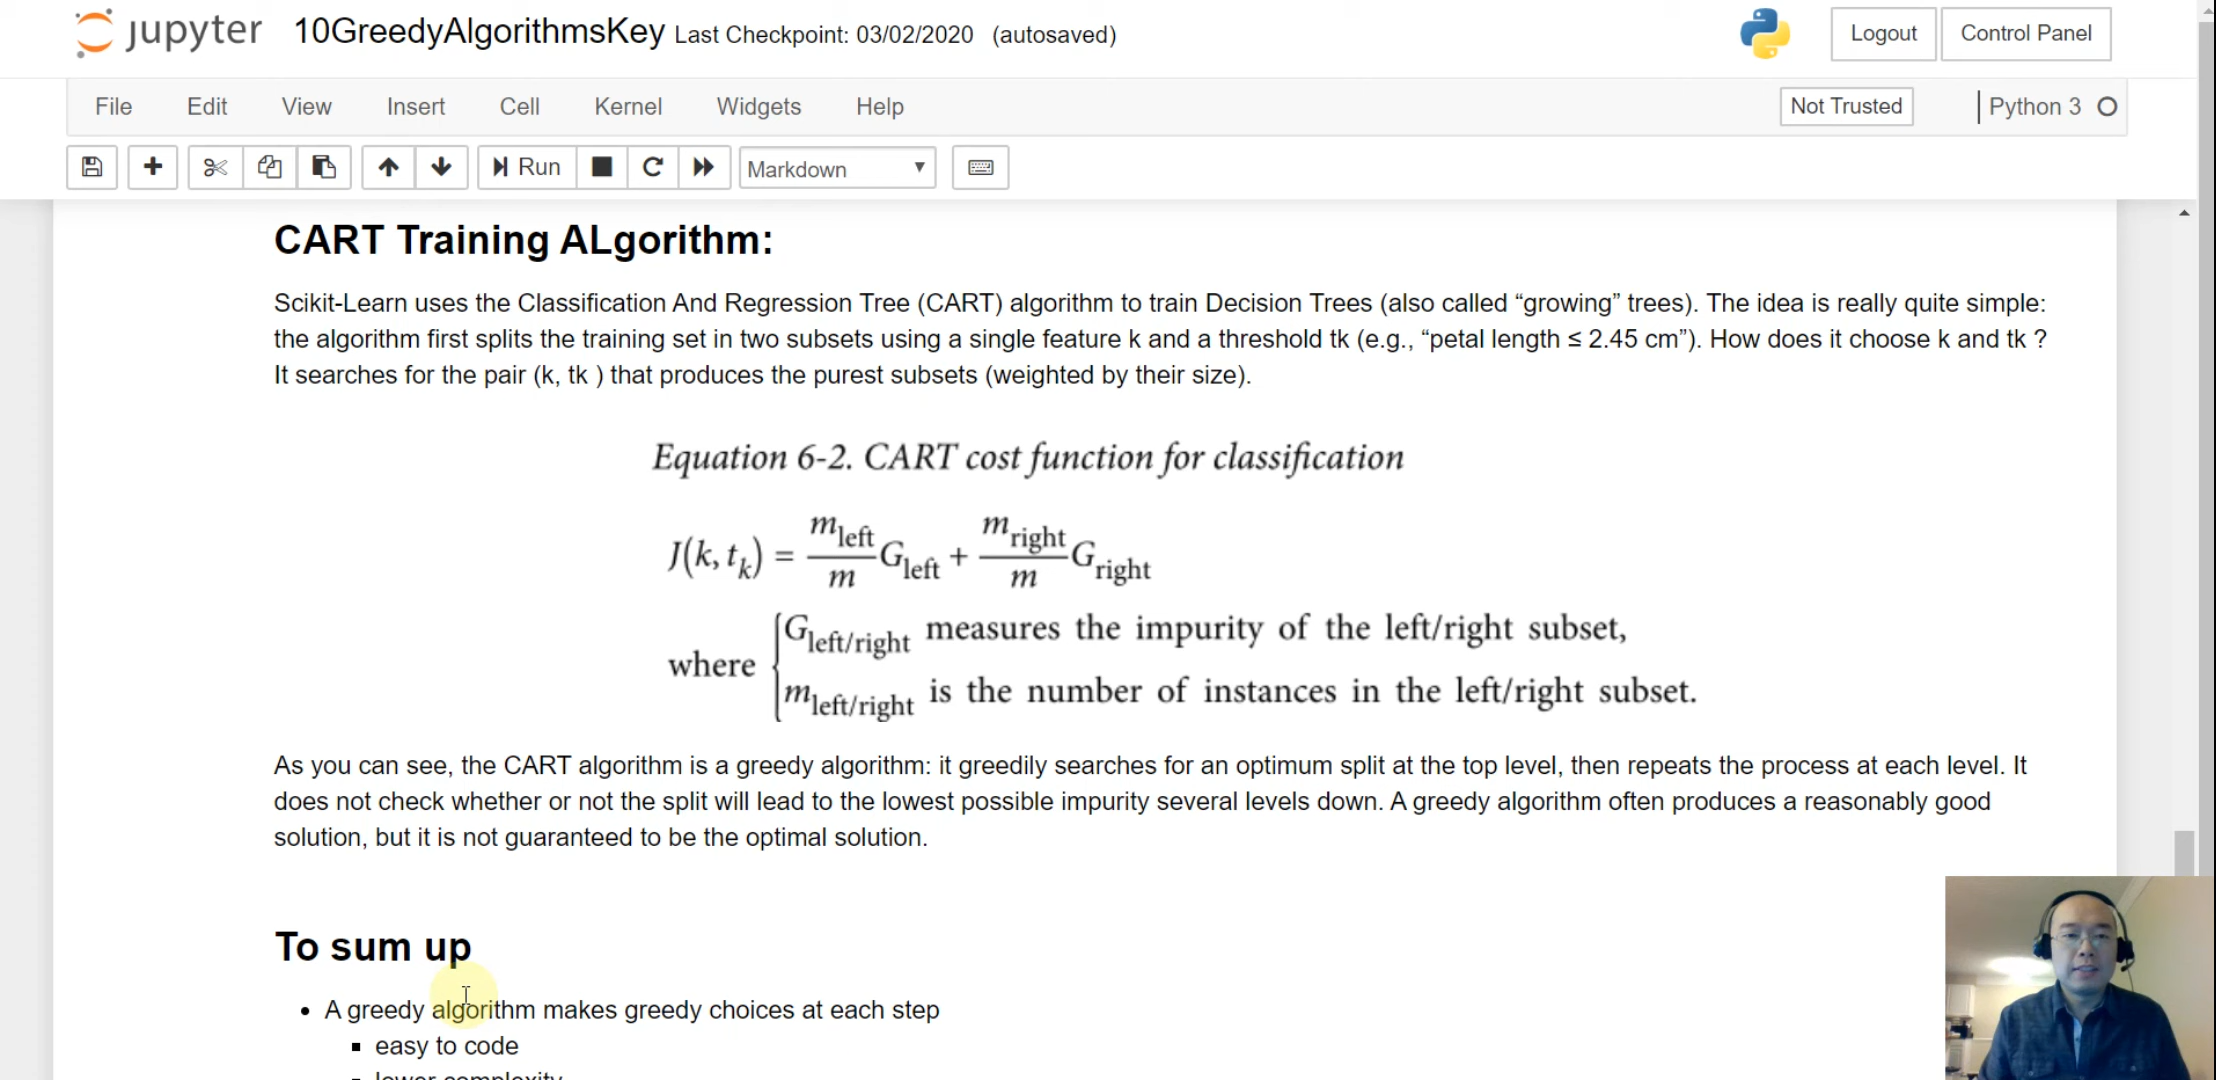 jupyter 10GreedyAlgorithmsKey Last Checkpoint: 03/02/2020 (autosaved) Logout Control Panel
File Edit View Insert Cell Kernel Widgets Help Not Trusted Python 3
Run Markdown
CART Training ALgorithm:
Scikit-Learn uses the Classification And Regression Tree (CART) algorithm to train Decision Trees (also called “growing” trees). The idea is really quite simple:
the algorithm first splits the training set in two subsets using a single feature k and a threshold tk (e.g., “petal length ≤ 2.45 cm”). How does it choose k and tk ?
It searches for the pair (k, tk ) that produces the purest subsets (weighted by their size).
Equation 6-2. CART cost function for classification
J(k, t_k) = m_left/m G_left + m_right/m G_right
where { G_left/right measures the impurity of the left/right subset,
m_left/right is the number of instances in the left/right subset.
As you can see, the CART algorithm is a greedy algorithm: it greedily searches for an optimum split at the top level, then repeats the process at each level. It
does not check whether or not the split will lead to the lowest possible impurity several levels down. A greedy algorithm often produces a reasonably good
solution, but it is not guaranteed to be the optimal solution.
To sum up
• A greedy algorithm makes greedy choices at each step
▪ easy to code
▪ lower complexity